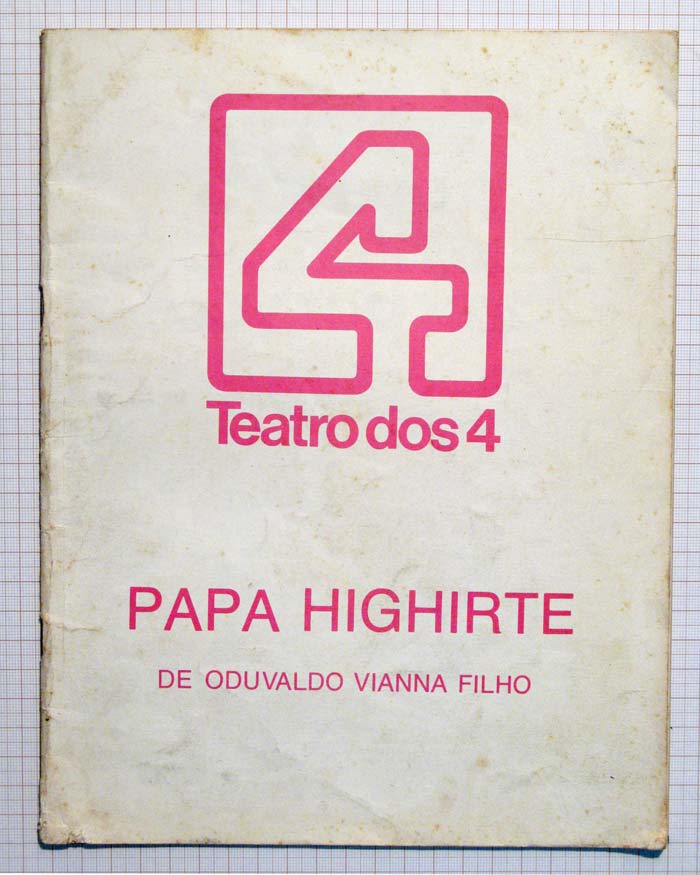 4
Teatro dos 4
PAPA HIGHIRTE
DE ODUVALDO VIANNA FILHO